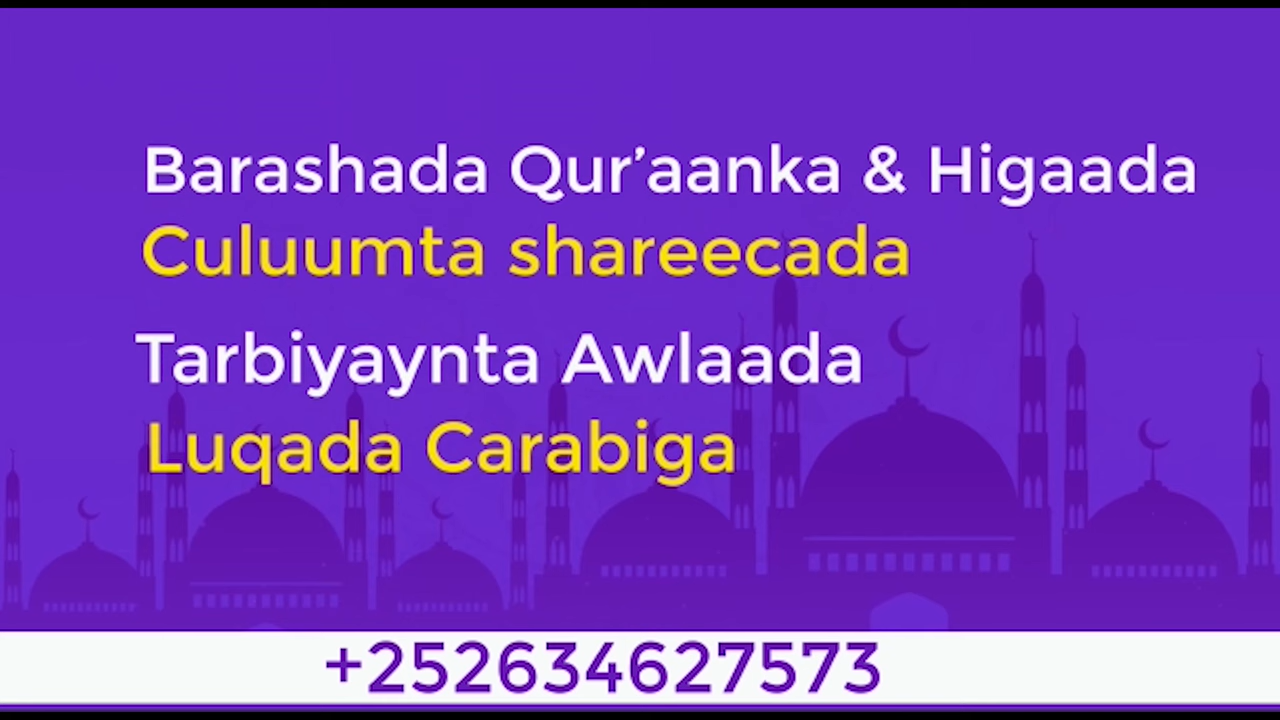 Barashada Qur’aanka & Higaada
Culuumta shareecada
Tarbiyaynta Awlaada
Luqada Carabiga
+252634627573